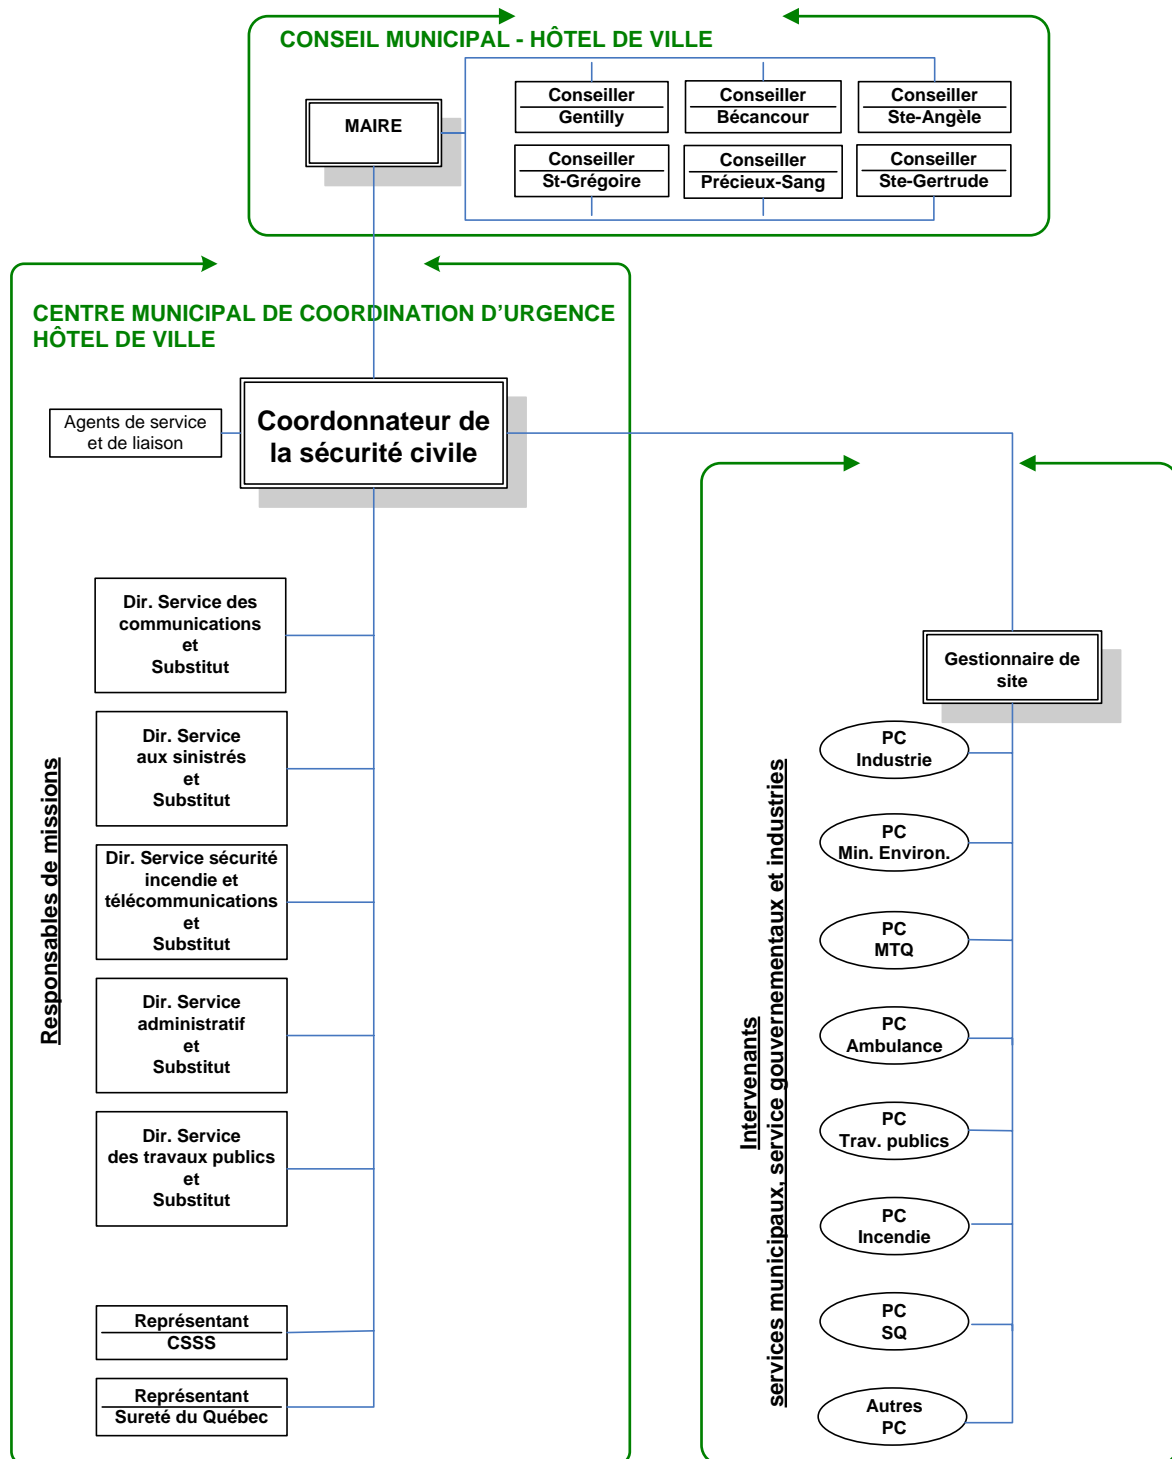 CONSEIL MUNICIPAL - HÔTEL DE VILLE
MAIRE
Conseiller
Gentilly
Conseiller
Bécancour
Conseiller
Ste-Angèle
Conseiller
St-Grégoire
Conseiller
Précieux-Sang
Conseiller
Ste-Gertrude
CENTRE MUNICIPAL DE COORDINATION D'URGENCE
HÔTEL DE VILLE
Agents de service
et de liaison
Coordonnateur de
la sécurité civile
Responsables de missions
Dir. Service des
communications
et
Substitut
Dir. Service
aux sinistrés
et
Substitut
Dir. Service sécurité
incendie et
télécommunications
et
Substitut
Dir. Service
administratif
et
Substitut
Dir. Service
des travaux publics
et
Substitut
Représentant
CSSS
Représentant
Sureté du Québec
Gestionnaire de
site
Intervenants
services municipaux, service gouvernementaux et industries
PC
Industrie
PC
Min. Environ.
PC
MTQ
PC
Ambulance
PC
Trav. publics
PC
Incendie
PC
SQ
Autres
PC